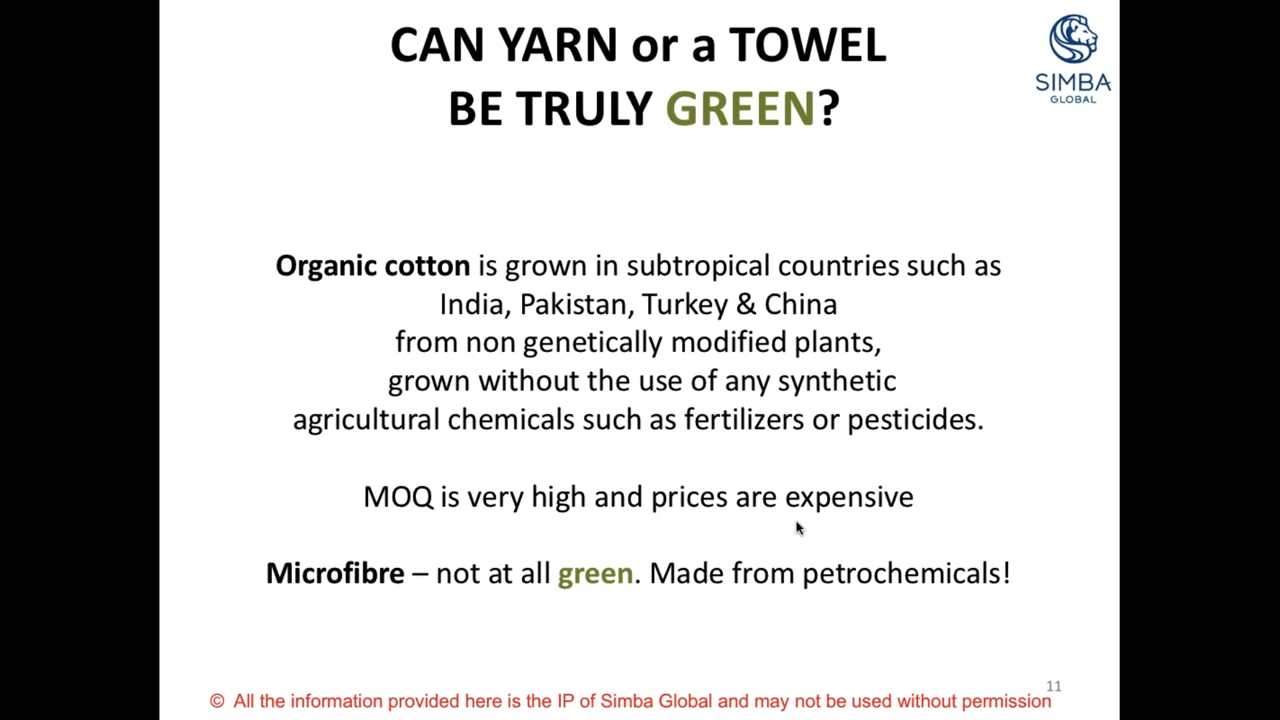 CAN YARN or a TOWEL
BE TRULY GREEN?
SIMBA
GLOBAL
Organic cotton is grown in subtropical countries such as
India, Pakistan, Turkey & China
from non genetically modified plants,
grown without the use of any synthetic
agricultural chemicals such as fertilizers or pesticides.
MOQ is very high and prices are expensive
Microfibre – not at all green. Made from petrochemicals!
11
© All the information provided here is the IP of Simba Global and may not be used without permission